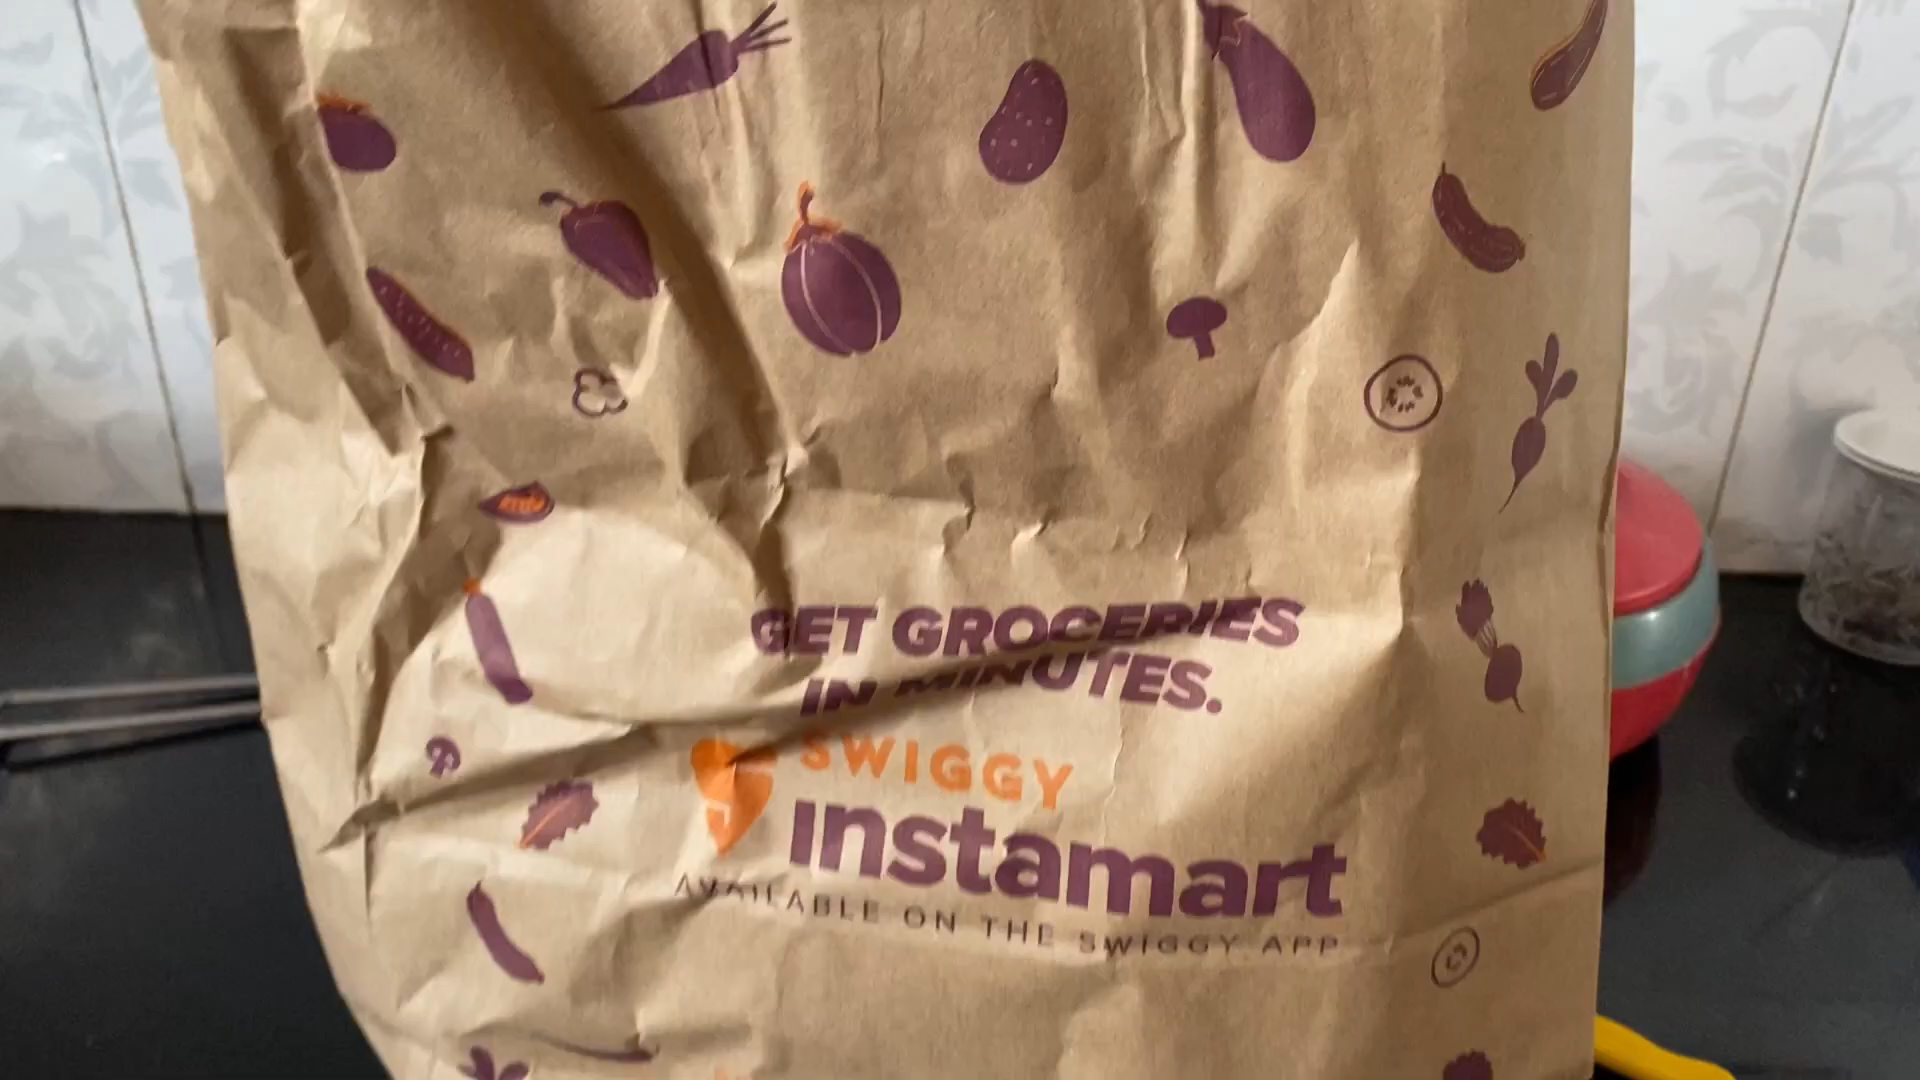 GET GROCERIES
IN MINUTES.
SWIGGY
instamart
AVAILABLE ON THE SWIGGY APP